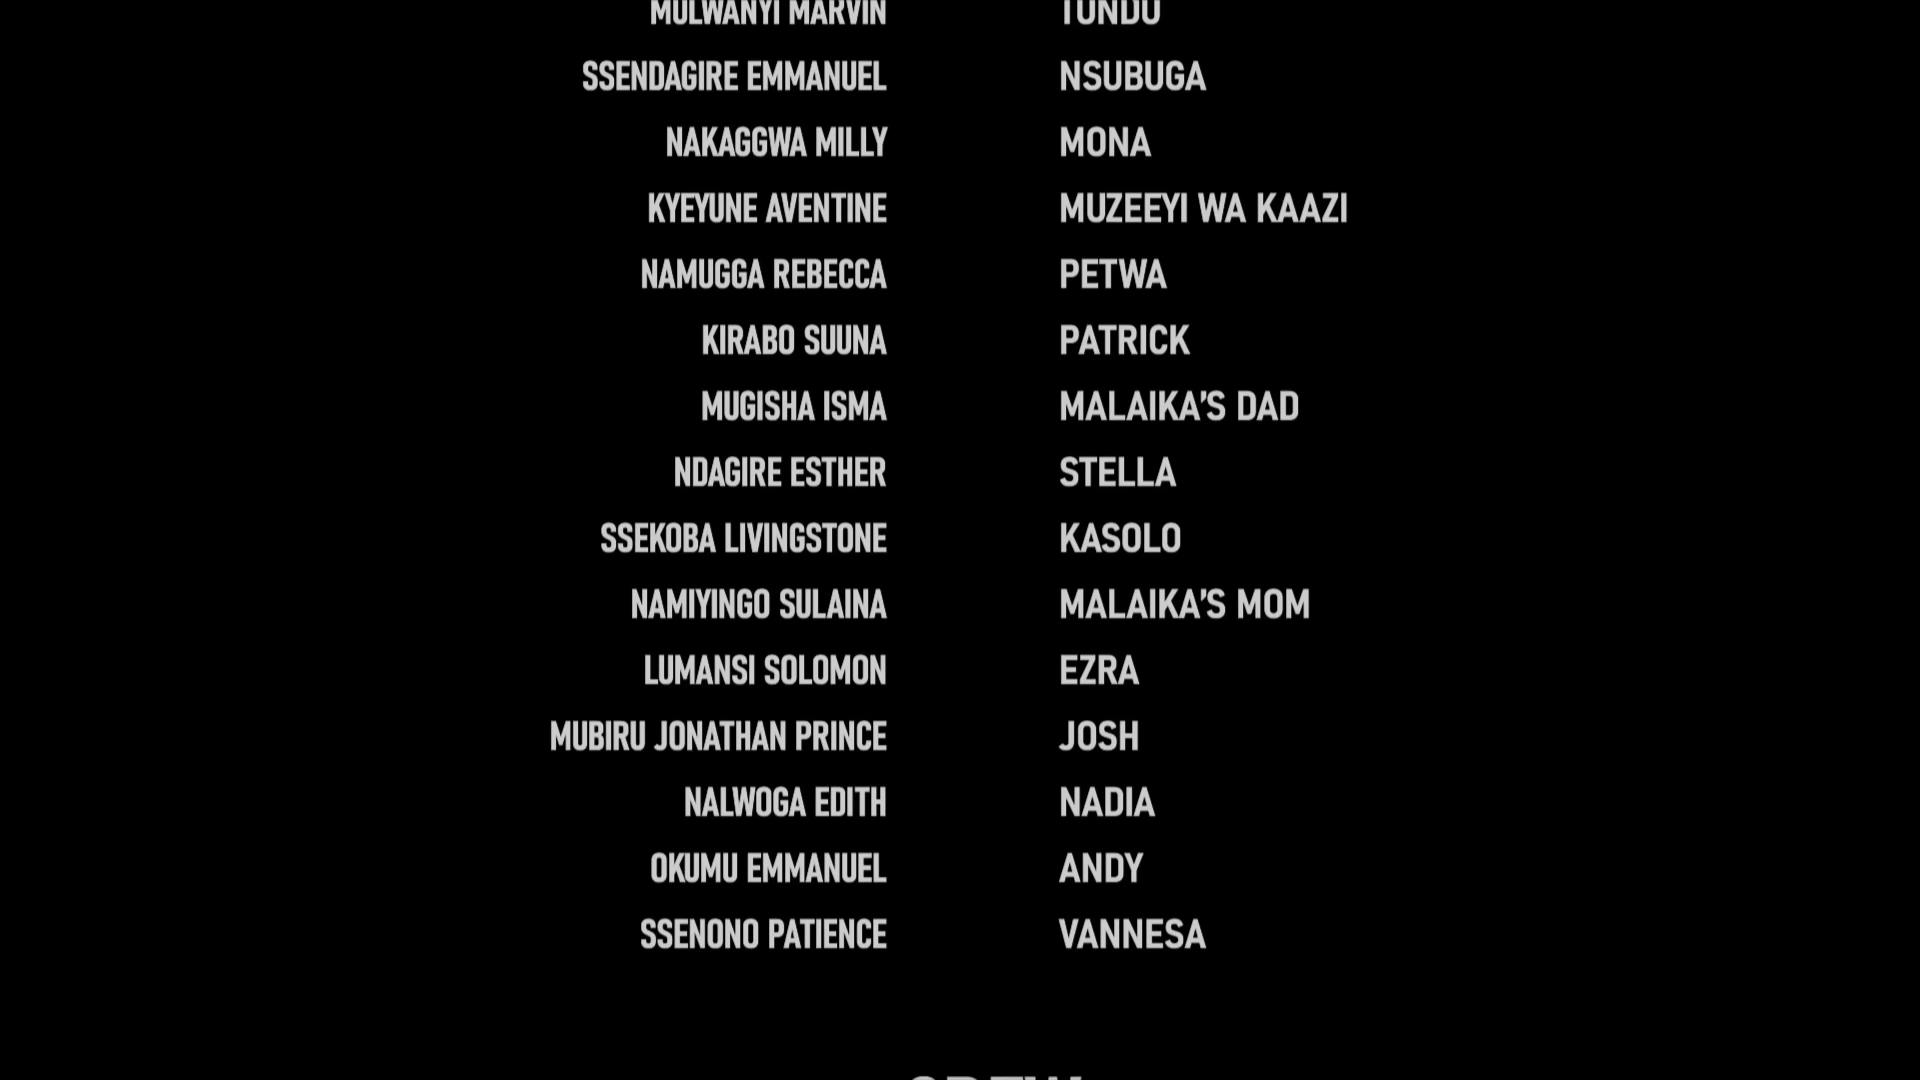 MULWANYI MARVIN TUNDU
SSENDAGIRE EMMANUEL NSUBUGA
NAKAGGWA MILLY MONA
KYEYUNE AVENTINE MUZEEYI WA KAAZI
NAMUGGA REBECCA PETWA
KIRABO SUUNA PATRICK
MUGISHA ISMA MALAIKA'S DAD
NDAGIRE ESTHER STELLA
SSEKOBA LIVINGSTONE KASOLO
NAMIYINGO SULAINA MALAIKA'S MOM
LUMANSI SOLOMON EZRA
MUBIRU JONATHAN PRINCE JOSH
NALWOGA EDITH NADIA
OKUMU EMMANUEL ANDY
SSENONO PATIENCE VANNESA
CREW